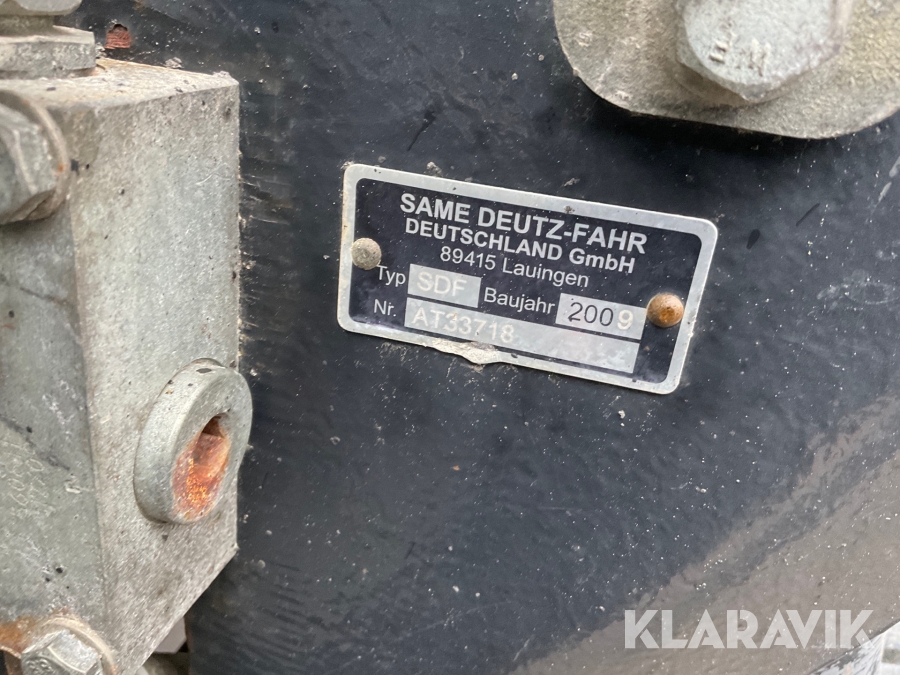 SAME DEUTZ-FAHR
DEUTSCHLAND GmbH
89415 Lauingen
Typ SDF Baujahr 2009
Nr. AT33718
KLARAVIK